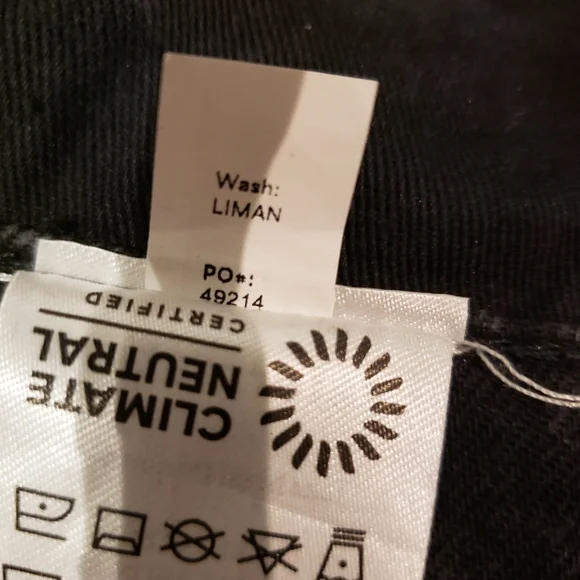 Wash:
LIMAN
PO#:
49214
CLIMATE
NEUTRAL
CERTIFIED